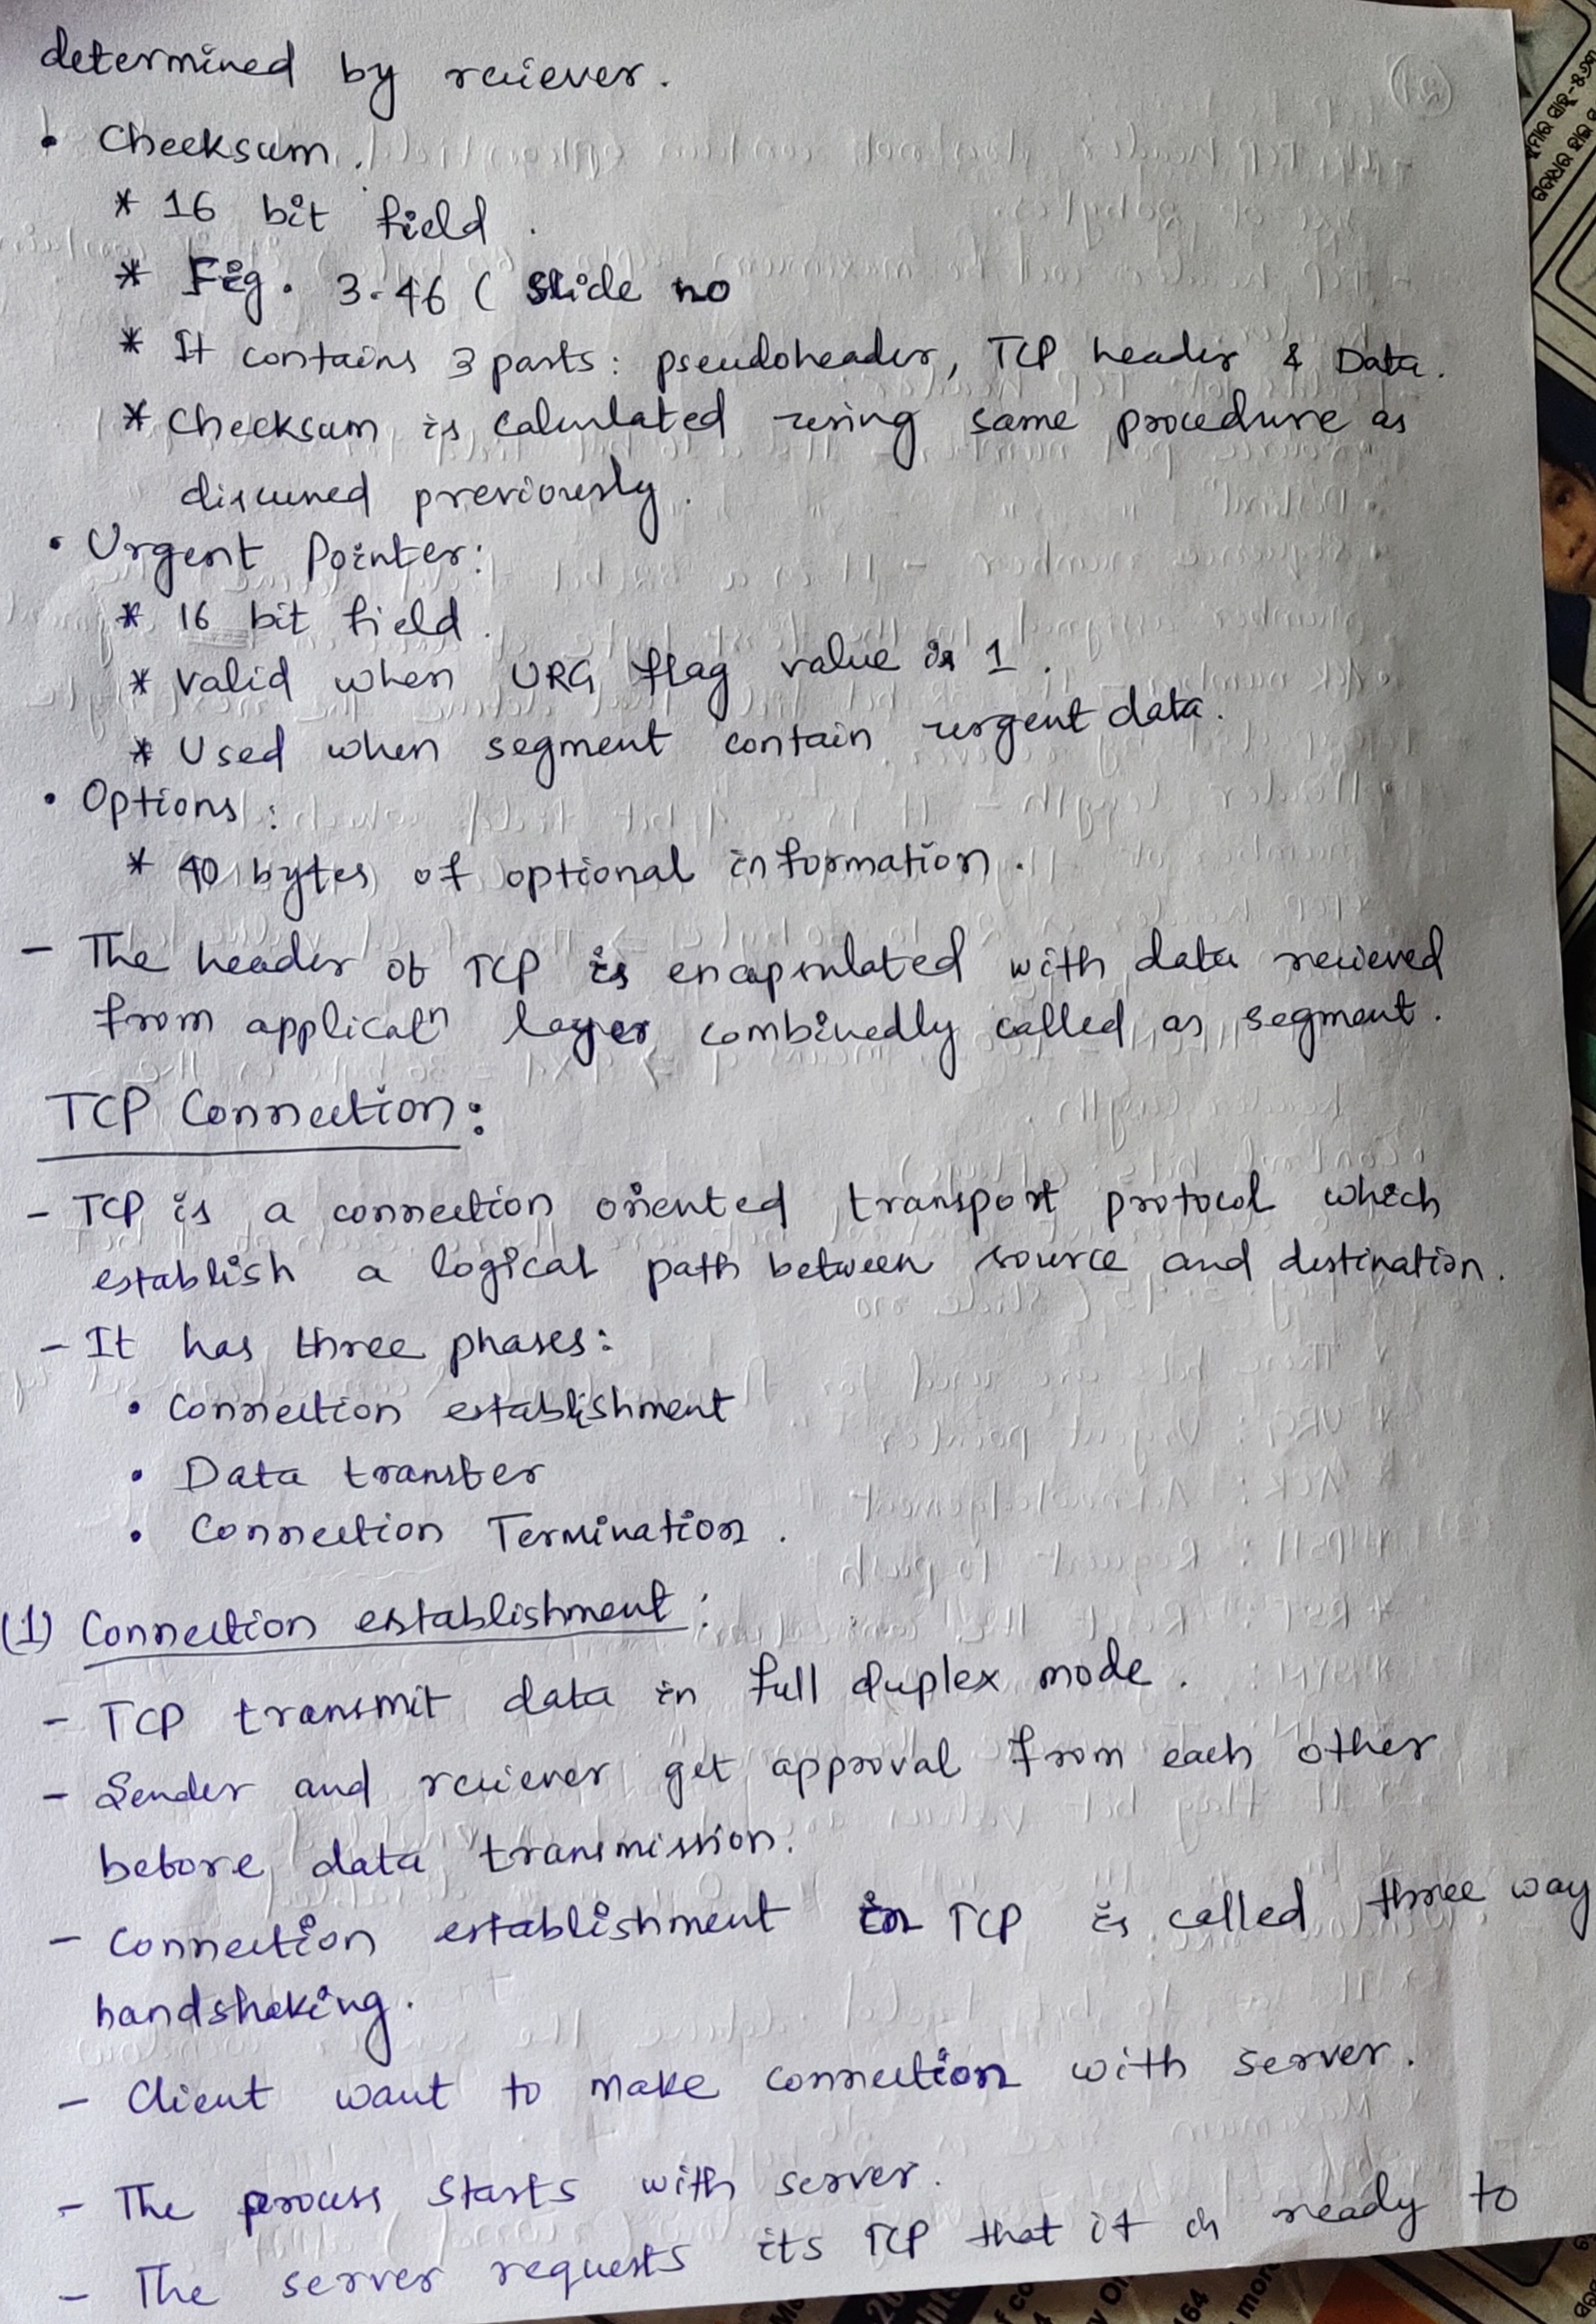 determined by reciever.
• Checksum.
* 16 bit field.
* Fig. 3.46 ( slide no
* It contains 3 parts: pseudoheader, TCP header & Data.
* Checksum is calculated using same procedure as
discussed previously.
• Urgent Pointer:
* 16 bit field.
* Valid when URG flag value is 1.
* Used when segment contain urgent data.
• Options:
* 40 bytes of optional information.
- The header of TCP is encapsulated with data recieved
from applicatⁿ layer combinedly called as segment.
TCP Connection:
- TCP is a connection oriented transport protocol which
establish a logical path between source and destination.
- It has three phases:
• Connection establishment
• Data transfer
• Connection Termination.
(1) Connection establishment:
- TCP transmit data in full duplex mode.
- Sender and reciever get approval from each other
before data transmission.
- Connection establishment in TCP is called three way
handshaking.
- Client want to make connection with server.
- The process starts with server.
- The server requests its TCP that it is ready to